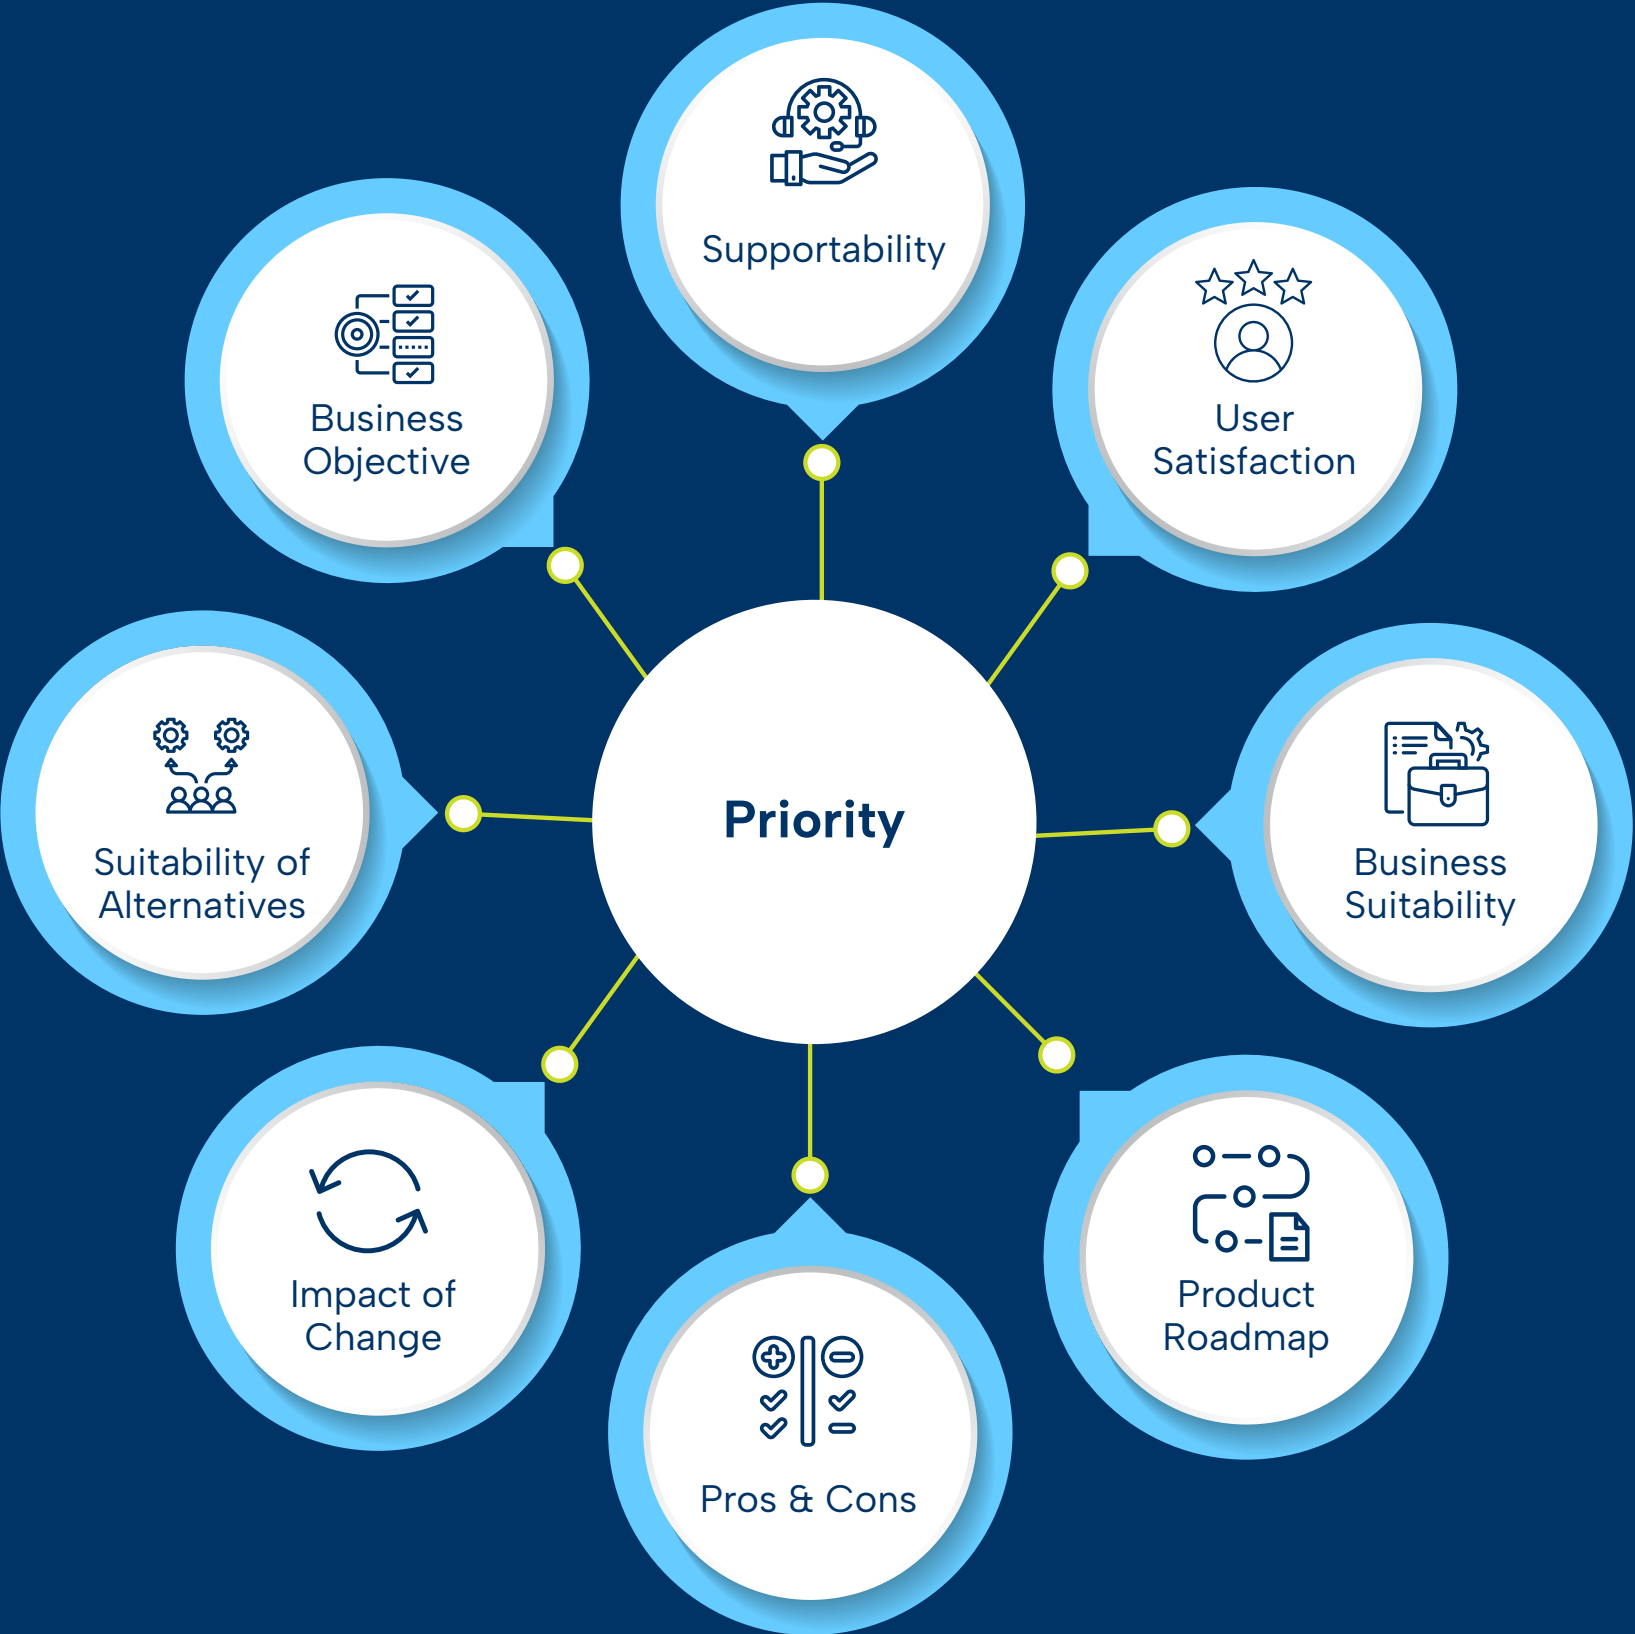 Supportability
Business
Objective
User
Satisfaction
Priority
Suitability of
Alternatives
Business
Suitability
Impact of
Change
Product
Roadmap
Pros & Cons